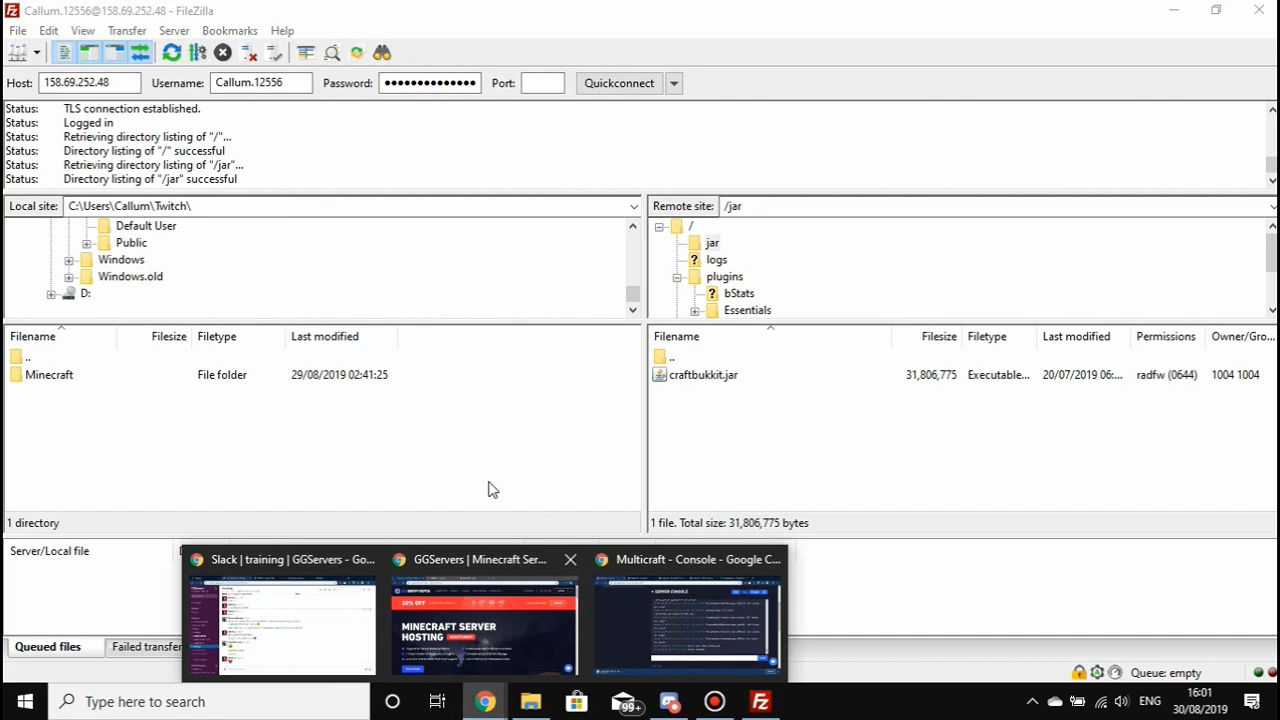 Callum.12556@158.69.252.48 - FileZilla
File Edit View Transfer Server Bookmarks Help
Host: 158.69.252.48 Username: Callum.12556 Password: ●●●●●●●●●●●●●● Port: Quickconnect
Status: TLS connection established.
Status: Logged in
Status: Retrieving directory listing of "/"...
Status: Directory listing of "/" successful
Status: Retrieving directory listing of "/jar"...
Status: Directory listing of "/jar" successful
Local site: C:\Users\Callum\Twitch\
Default User
Public
Windows
Windows.old
D:
Remote site: /jar
/
jar
logs
plugins
bStats
Essentials
Filename Filesize Filetype Last modified
..
Minecraft File folder 29/08/2019 02:41:25
1 directory
Filename Filesize Filetype Last modified Permissions Owner/Gro...
..
craftbukkit.jar 31,806,775 Executable... 20/07/2019 06:... radfw (0644) 1004 1004
1 file. Total size: 31,806,775 bytes
Server/Local file
Slack | training | GGServers - Go...
GGServers | Minecraft Ser...
Multicraft - Console - Google C...
SERVER CONSOLE
MINECRAFT SERVER
HOSTING
Queued files Failed transf
Queue: empty
Type here to search
99+
ENG
16:01
30/08/2019